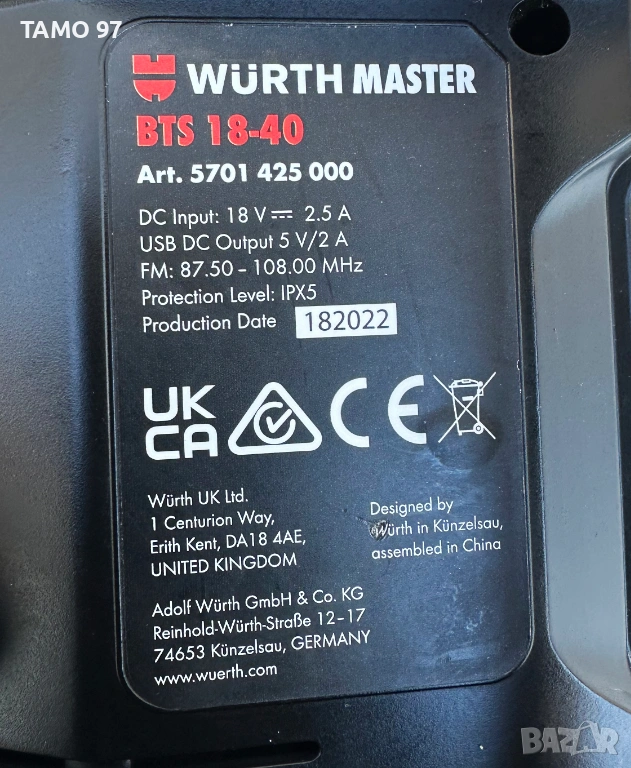 TAMO 97
WÜRTH MASTER
BTS 18-40
Art. 5701 425 000
DC Input: 18 V⎓ 2.5 A
USB DC Output 5 V/2 A
FM: 87.50 – 108.00 MHz
Protection Level: IPX5
Production Date 182022
UK
CA
CE
Würth UK Ltd.
1 Centurion Way,
Erith Kent, DA18 4AE,
UNITED KINGDOM
Designed by
Würth in Künzelsau,
assembled in China
Adolf Würth GmbH & Co. KG
Reinhold-Würth-Straße 12–17
74653 Künzelsau, GERMANY
www.wuerth.com
BAZAR